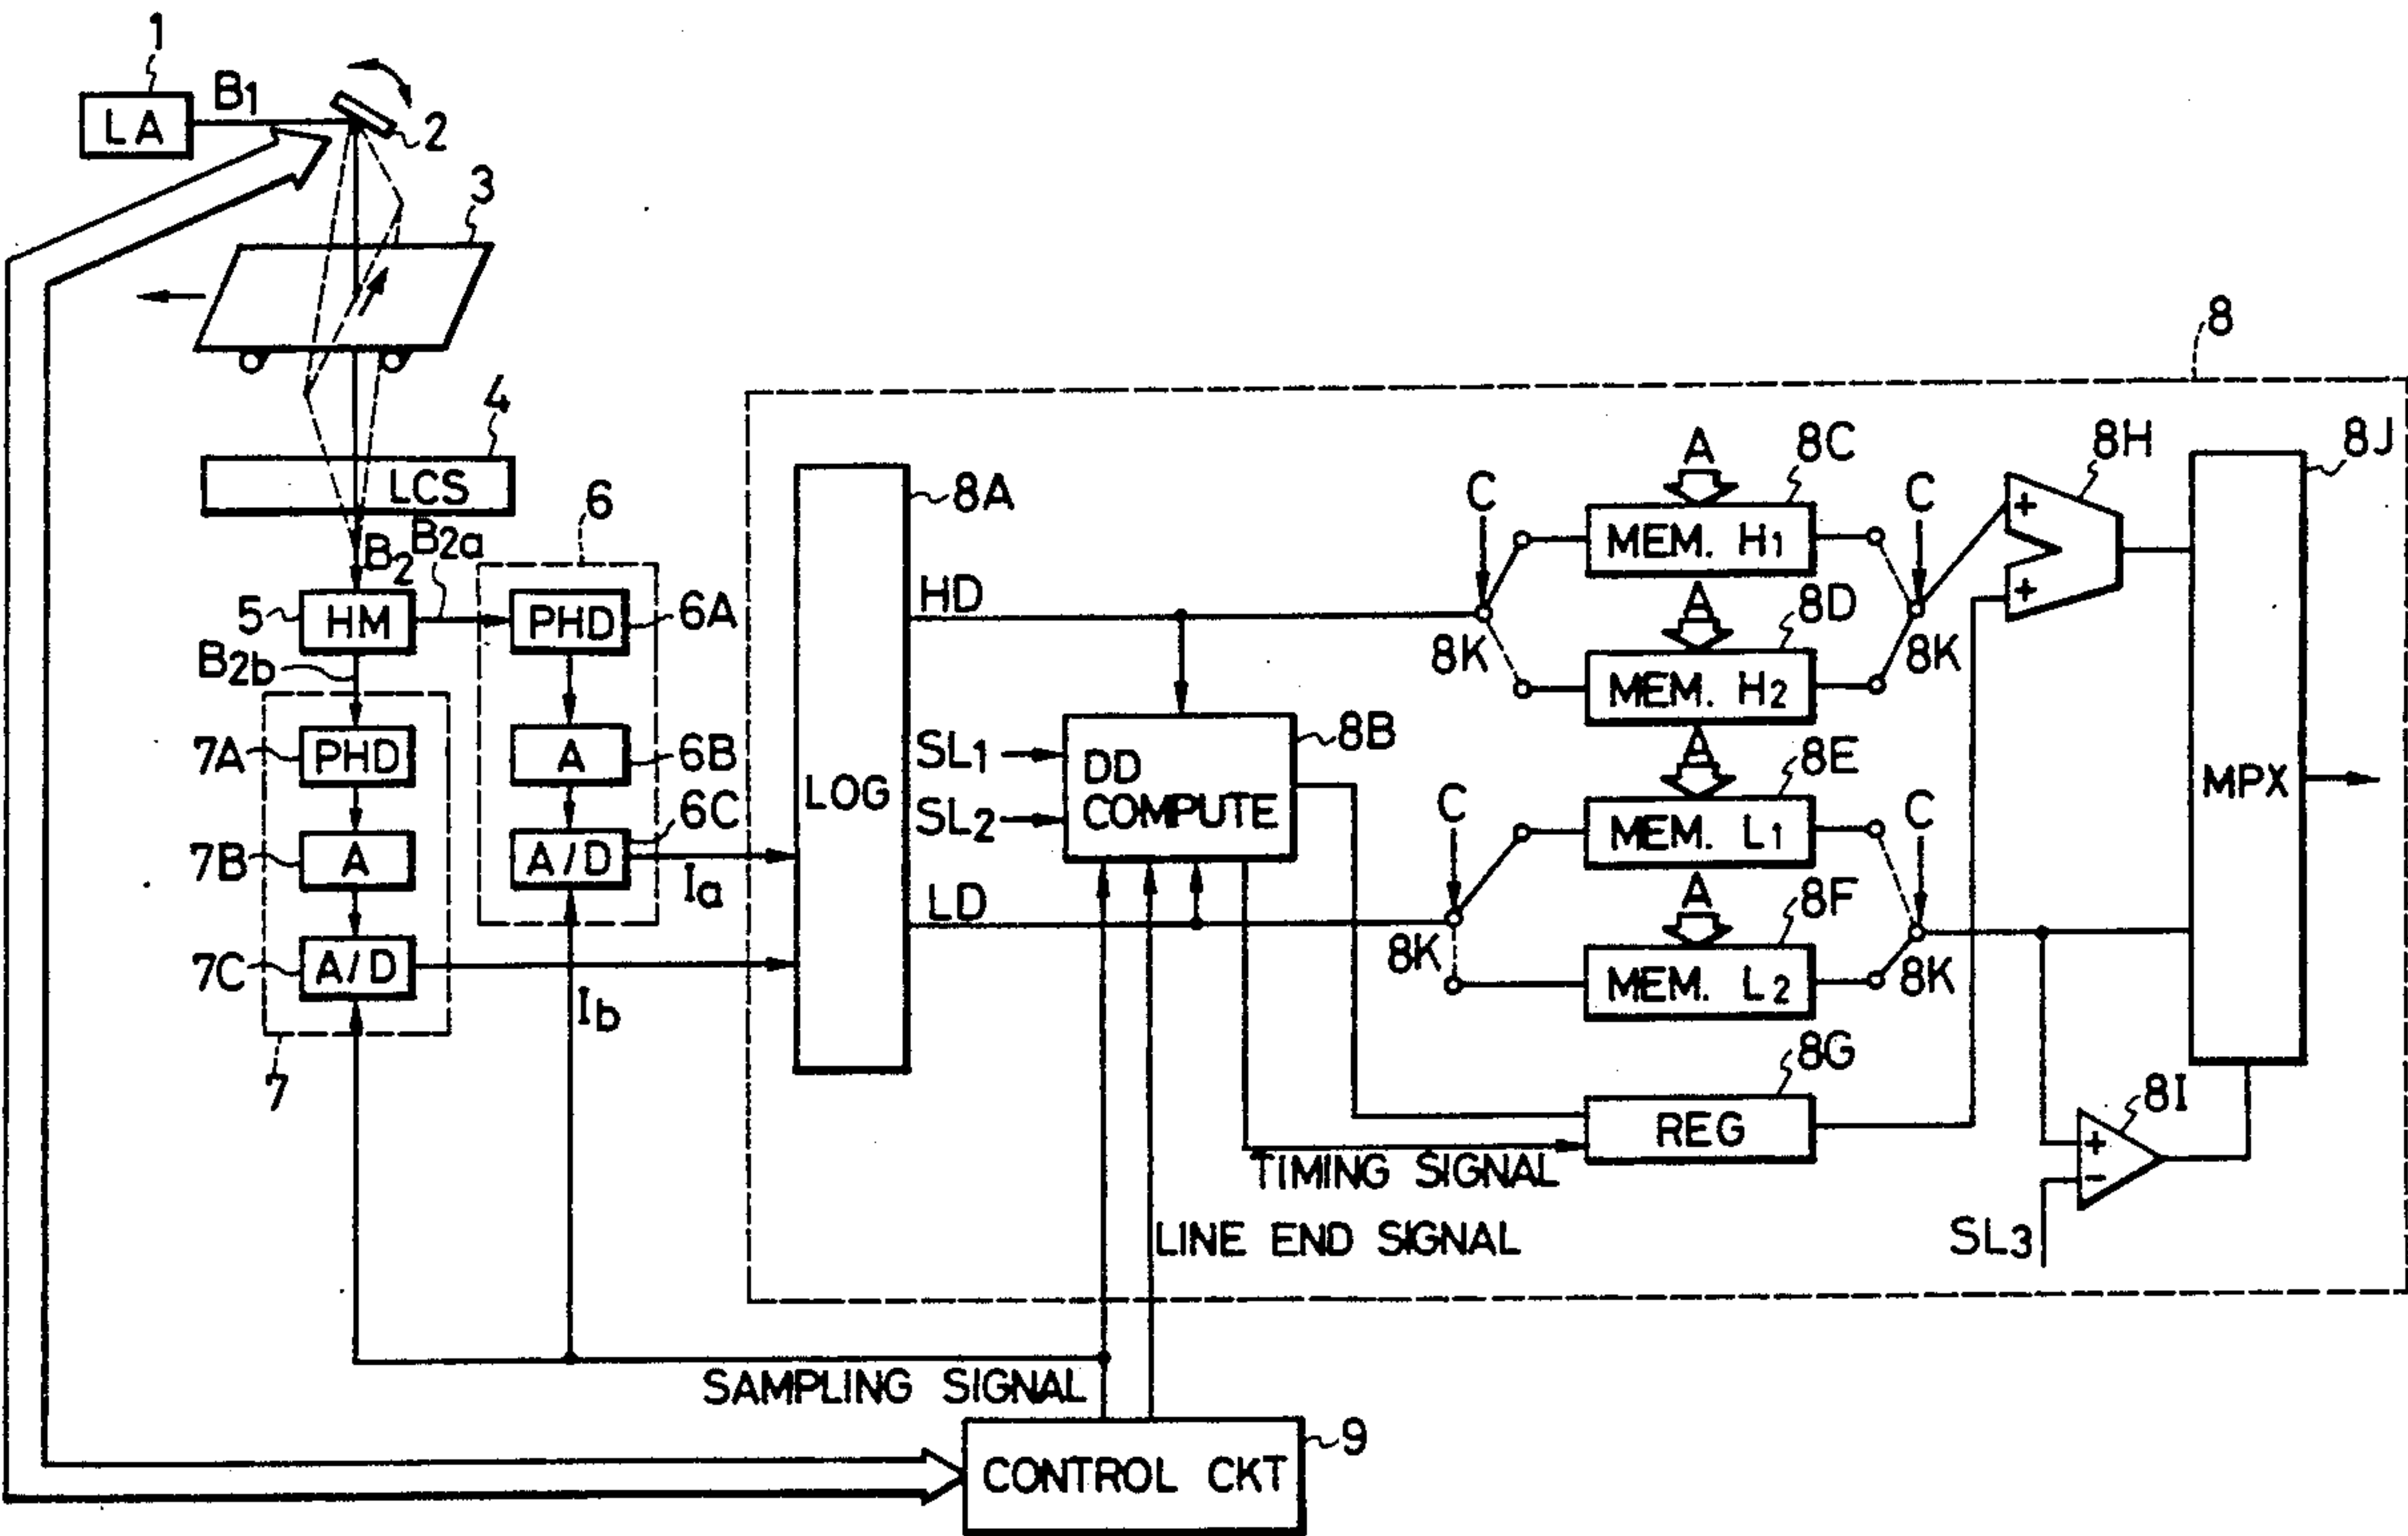 1
LA
B1
2
3
4
LCS
B2
B2a
6
5
HM
PHD
6A
B2b
7A
PHD
A
6B
7B
A
6C
A/D
7C
A/D
Ia
Ib
7
8
8A
LOG
HD
LD
SL1
SL2
DD
COMPUTE
8B
C
8K
A
8C
MEM. H1
A
8D
MEM. H2
C
8K
A
8E
MEM. L1
C
8K
A
8F
MEM. L2
C
8K
8G
REG
TIMING SIGNAL
LINE END SIGNAL
8H
+
+
8J
MPX
8I
+
-
SL3
SAMPLING SIGNAL
9
CONTROL CKT